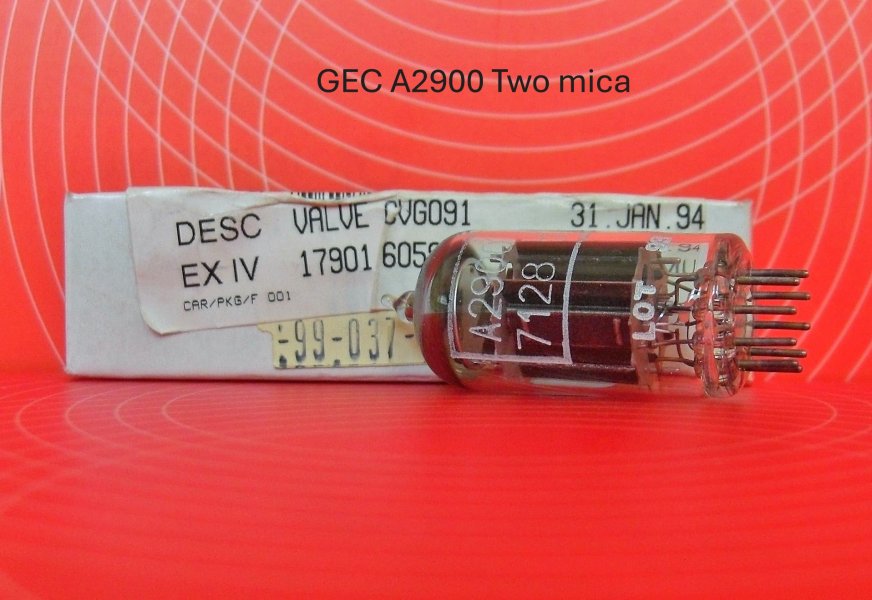 GEC A2900 Two mica
DESC VALVE CVG091 31.JAN.94
EX IV 17901
CAR/PKG/F 001
-99-037-
7128
LOT